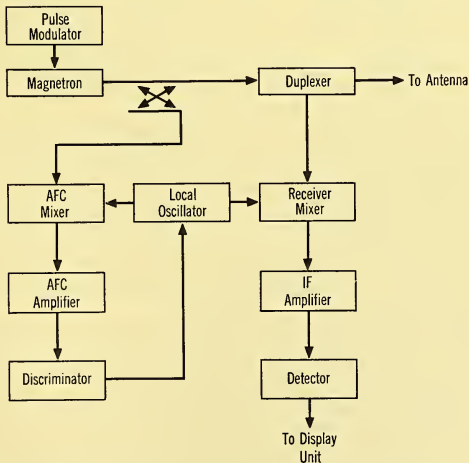 Pulse
Modulator
Magnetron
Duplexer
To Antenna
AFC
Mixer
Local
Oscillator
Receiver
Mixer
AFC
Amplifier
IF
Amplifier
Discriminator
Detector
To Display
Unit